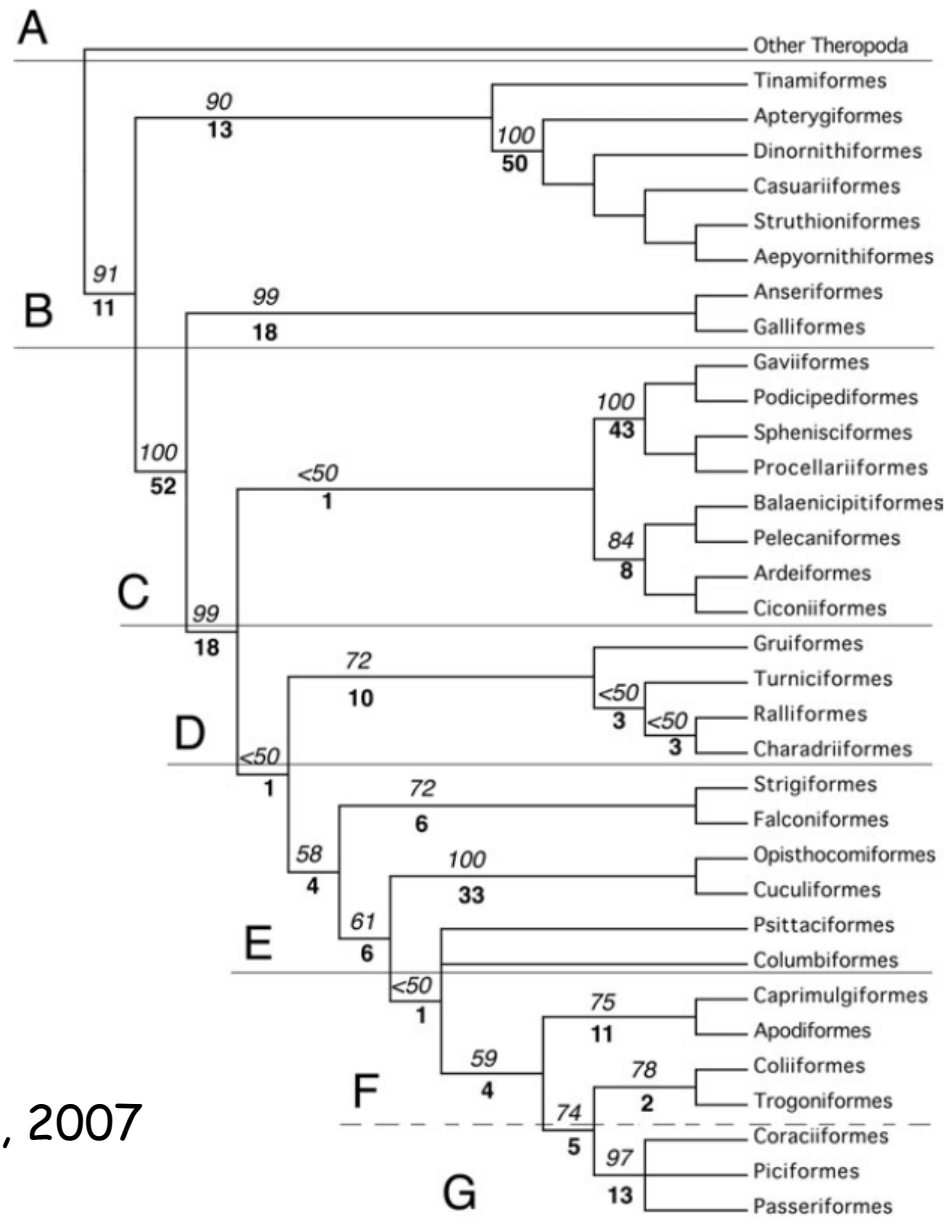 A
Other Theropoda
Tinamiformes
90
13
Apterygiformes
100
50
Dinornithiformes
Casuariiformes
Struthioniformes
Aepyornithiformes
91
11
B
Anseriformes
99
18
Galliformes
Gaviiformes
Podicipediformes
100
43
Sphenisciformes
Procellariiformes
100
52
<50
1
Balaenicipitiformes
Pelecaniformes
84
8
Ardeiformes
Ciconiiformes
C
99
18
Gruiformes
72
10
Turniciformes
<50
3
Ralliformes
<50
3
Charadriiformes
D
<50
1
Strigiformes
72
6
Falconiformes
58
4
Opisthocomiformes
100
33
Cuculiformes
61
6
E
Psittaciformes
Columbiformes
<50
1
Caprimulgiformes
75
11
Apodiformes
59
4
Coliiformes
78
2
Trogoniformes
F
74
5
Coraciiformes
, 2007
97
13
Piciformes
G
Passeriformes